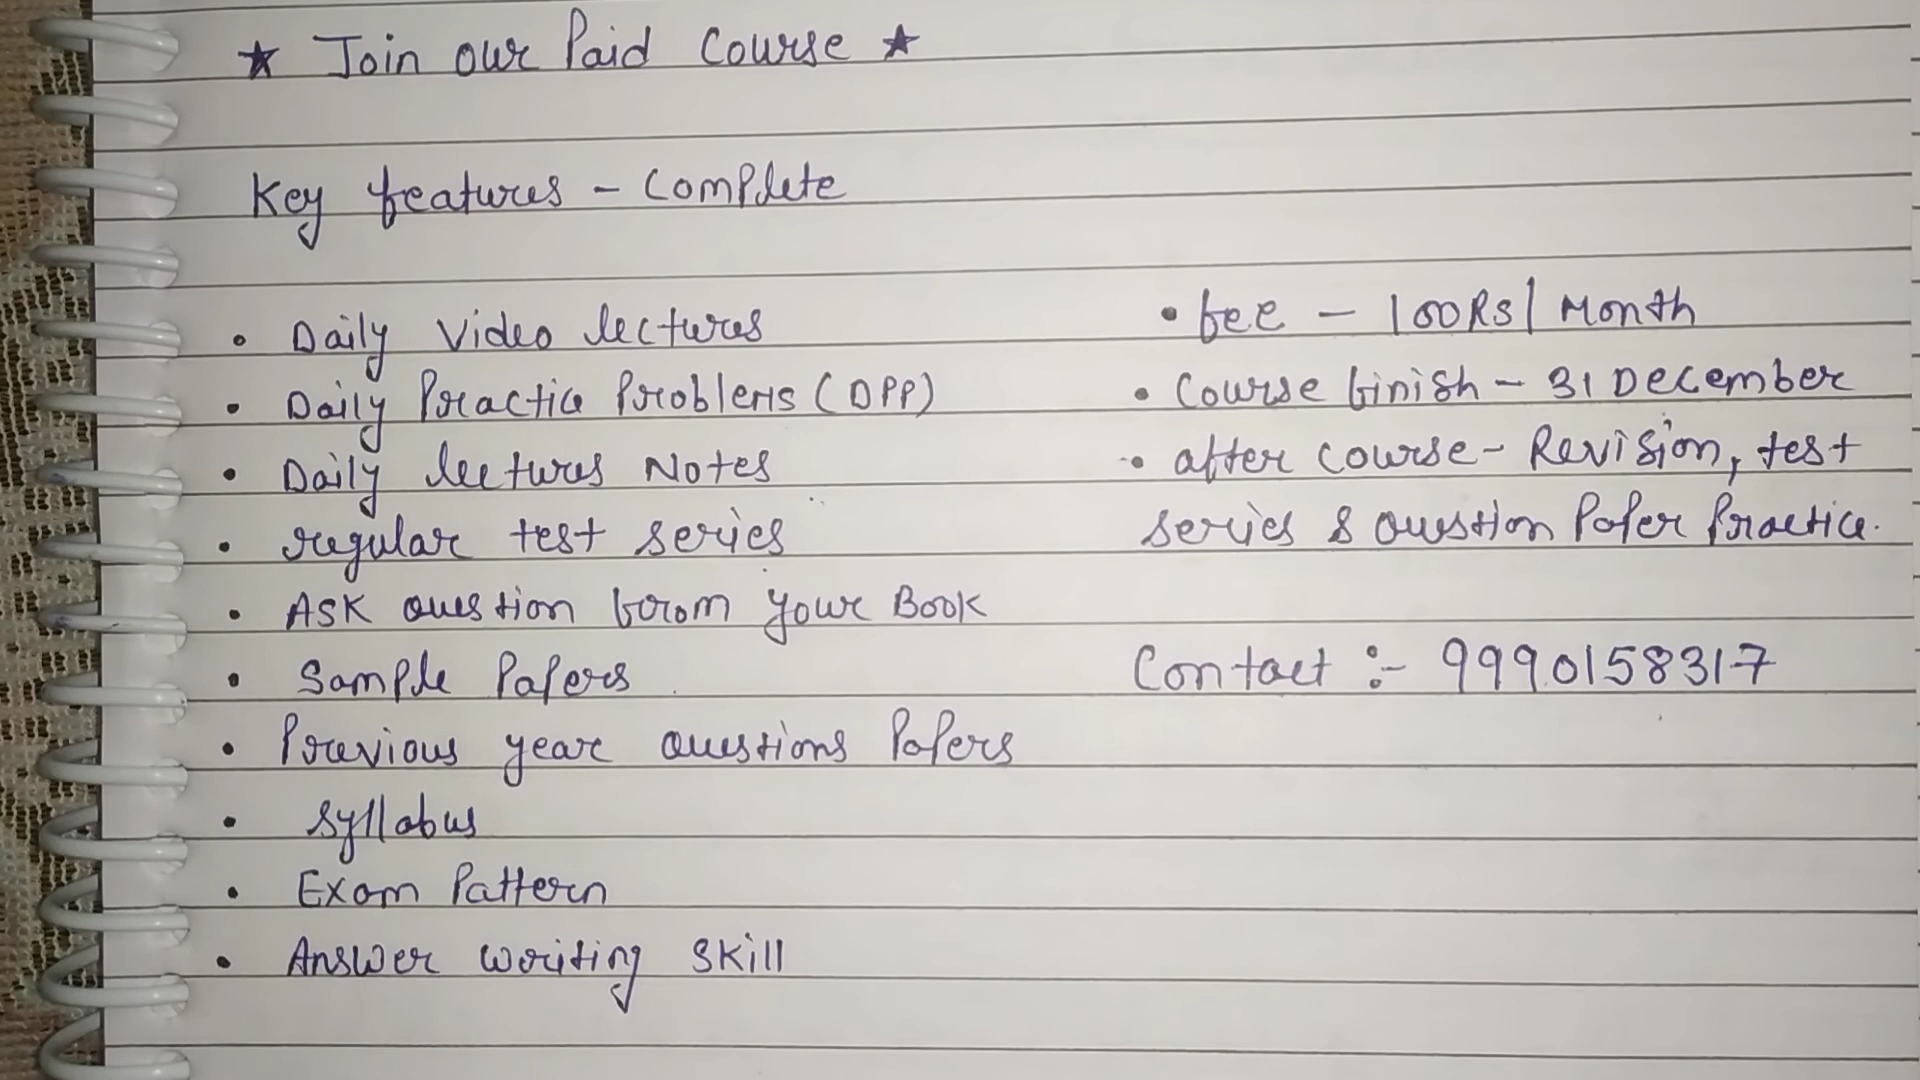 ★ Join our Paid Course ★
Key features - Complete
• Daily Video lectures
• Daily Practice Problems (DPP)
• Daily lectures Notes
• regular test series
• ASK question from your Book
• Sample Papers
• Previous year questions Papers
• syllabus
• Exam Pattern
• Answer writing skill
• fee - 100RS/Month
• Course finish - 31 December
• after course - Revision, test
series & question Paper Practice.
Contact :- 9990158317